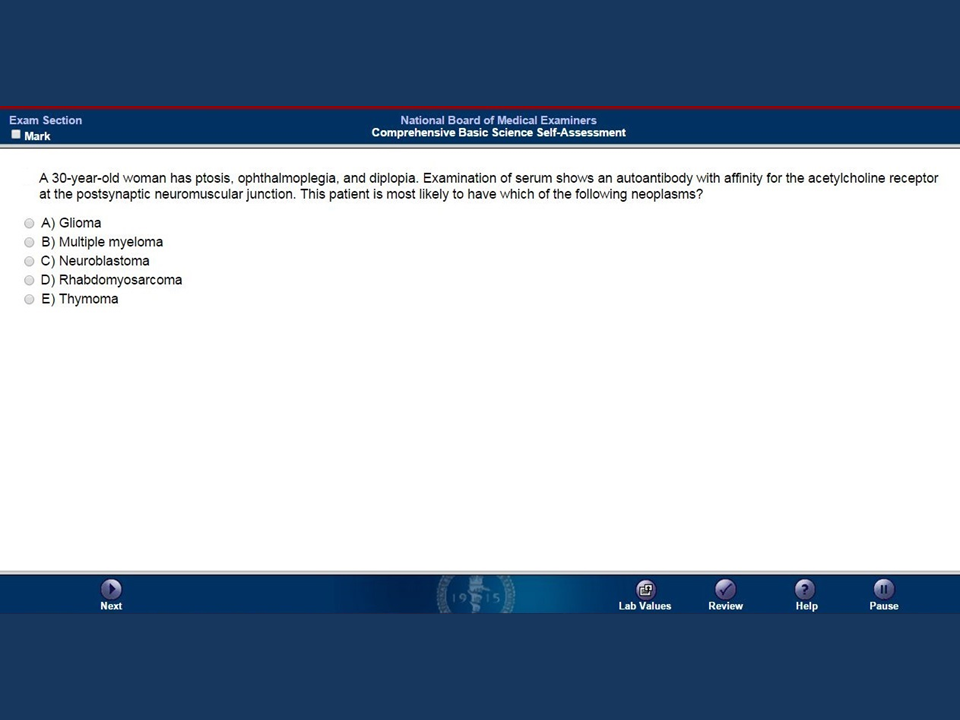 Exam Section
Mark
National Board of Medical Examiners
Comprehensive Basic Science Self-Assessment
A 30-year-old woman has ptosis, ophthalmoplegia, and diplopia. Examination of serum shows an autoantibody with affinity for the acetylcholine receptor
at the postsynaptic neuromuscular junction. This patient is most likely to have which of the following neoplasms?
A) Glioma
B) Multiple myeloma
C) Neuroblastoma
D) Rhabdomyosarcoma
E) Thymoma
Next
1915
Lab Values
Review
Help
Pause